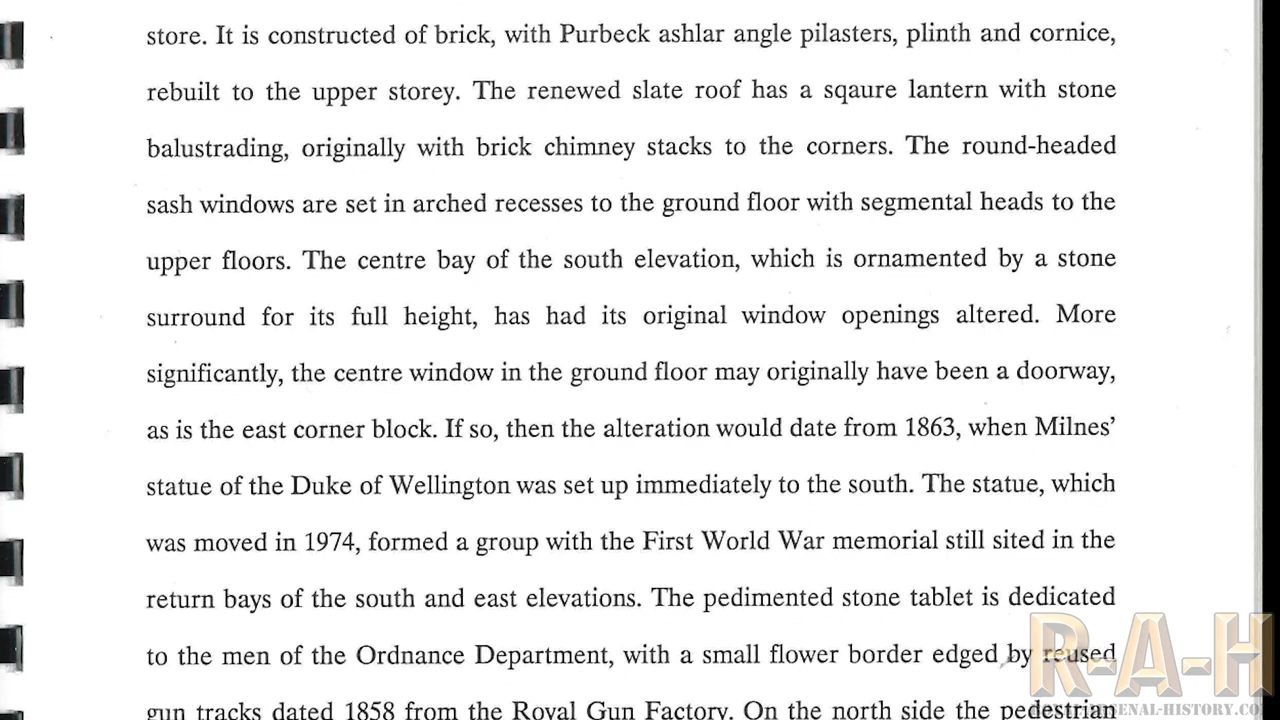 store. It is constructed of brick, with Purbeck ashlar angle pilasters, plinth and cornice,
rebuilt to the upper storey. The renewed slate roof has a sqaure lantern with stone
balustrading, originally with brick chimney stacks to the corners. The round-headed
sash windows are set in arched recesses to the ground floor with segmental heads to the
upper floors. The centre bay of the south elevation, which is ornamented by a stone
surround for its full height, has had its original window openings altered. More
significantly, the centre window in the ground floor may originally have been a doorway,
as is the east corner block. If so, then the alteration would date from 1863, when Milnes’
statue of the Duke of Wellington was set up immediately to the south. The statue, which
was moved in 1974, formed a group with the First World War memorial still sited in the
return bays of the south and east elevations. The pedimented stone tablet is dedicated
to the men of the Ordnance Department, with a small flower border edged by reused
gun tracks dated 1858 from the Royal Gun Factory. On the north side the pedestrian
R-A-H